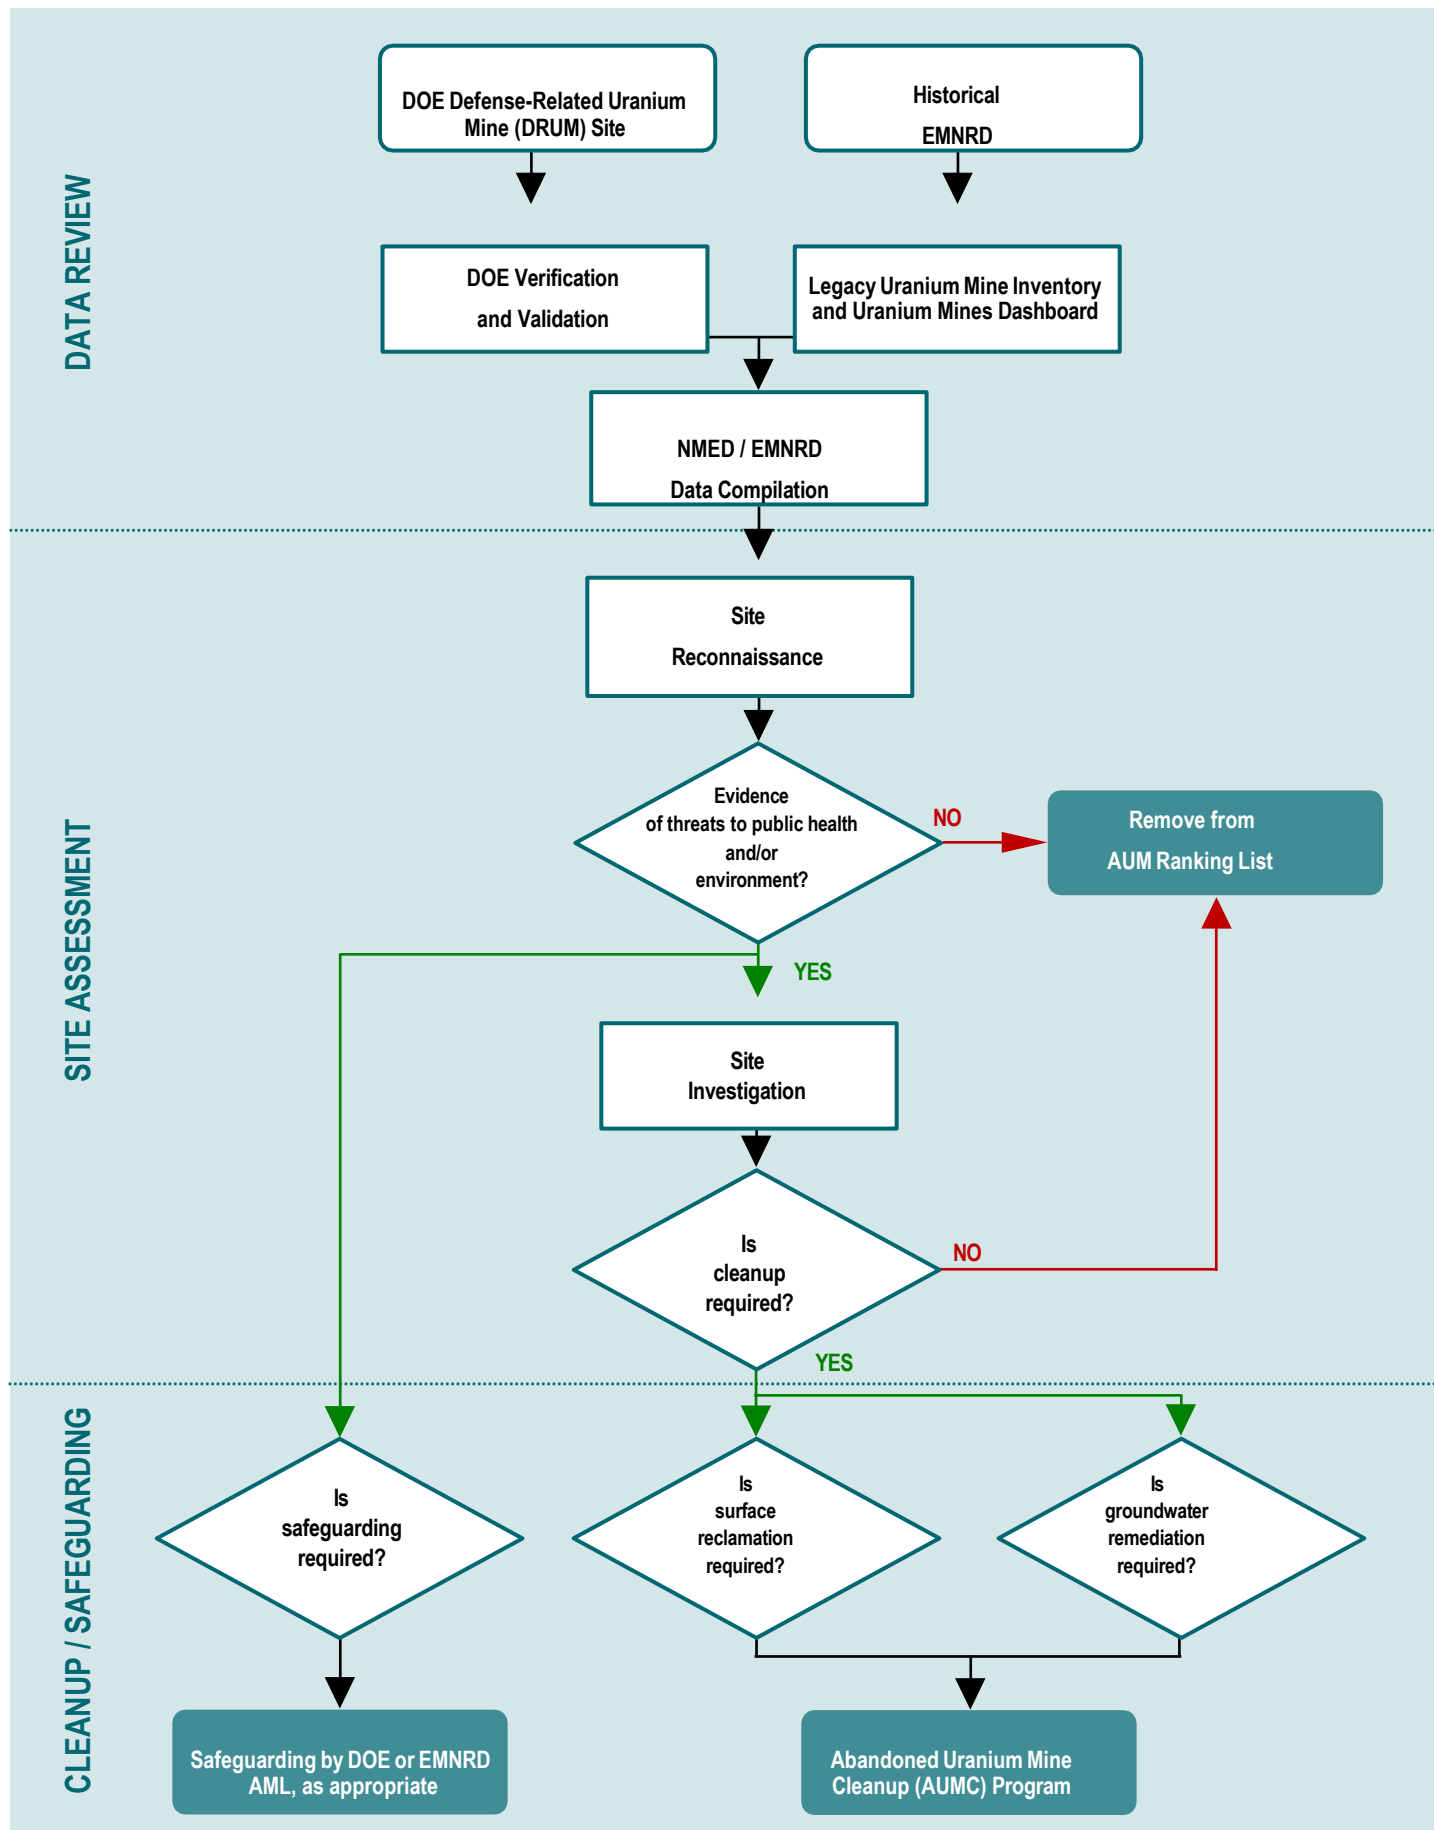 DATA REVIEW
DOE Defense-Related Uranium
Mine (DRUM) Site
Historical
EMNRD
DOE Verification
and Validation
Legacy Uranium Mine Inventory
and Uranium Mines Dashboard
NMED / EMNRD
Data Compilation
SITE ASSESSMENT
Site
Reconnaissance
Evidence
of threats to public health
and/or
environment?
NO
Remove from
AUM Ranking List
YES
Site
Investigation
Is
cleanup
required?
NO
YES
CLEANUP / SAFEGUARDING
Is
safeguarding
required?
Is
surface
reclamation
required?
Is
groundwater
remediation
required?
Safeguarding by DOE or EMNRD
AML, as appropriate
Abandoned Uranium Mine
Cleanup (AUMC) Program